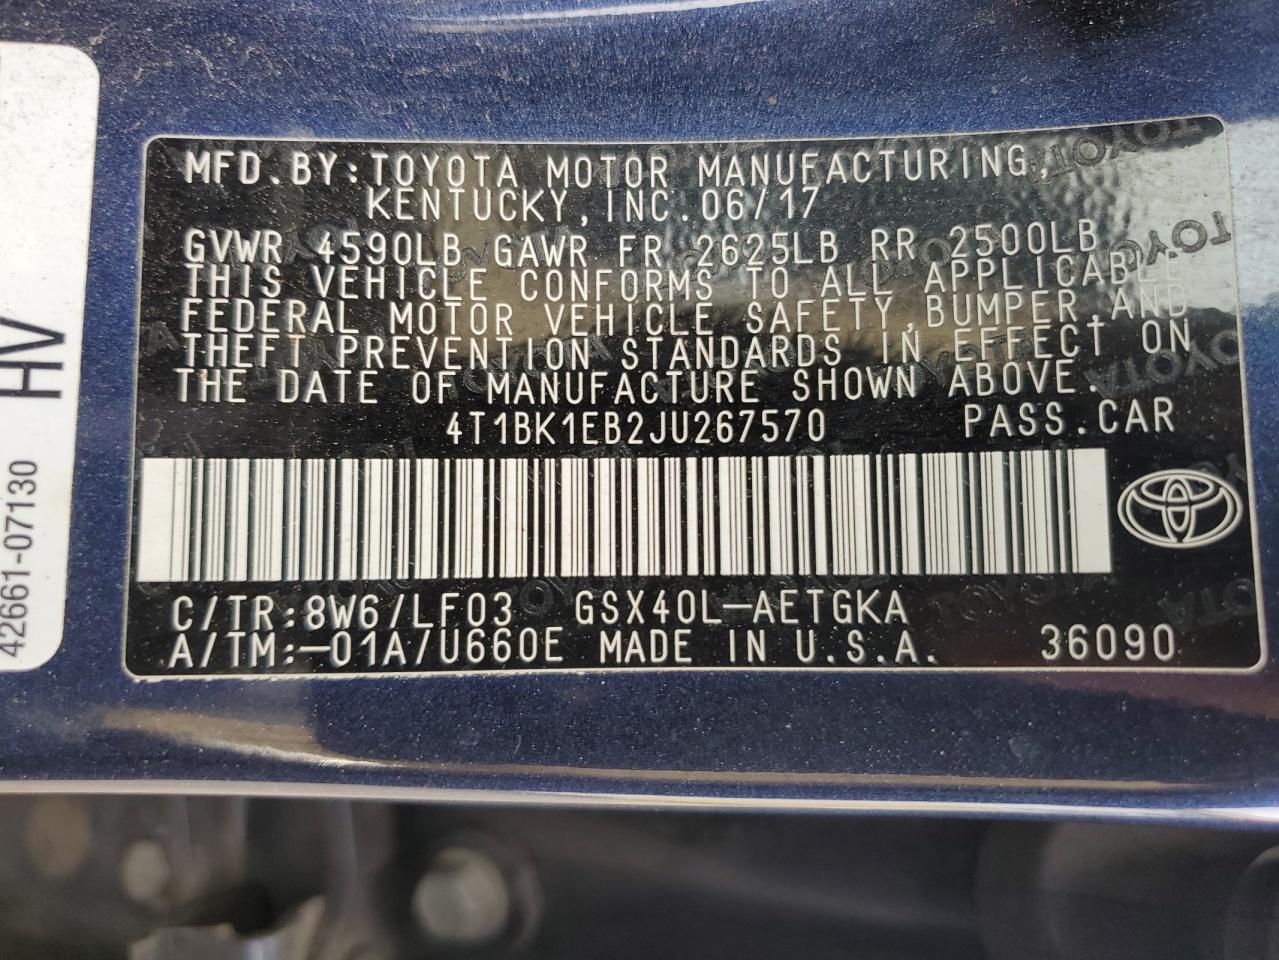 MFD.BY:TOYOTA MOTOR MANUFACTURING,
KENTUCKY,INC.06/17
GVWR 4590LB GAWR FR 2625LB RR 2500LB
THIS VEHICLE CONFORMS TO ALL APPLICABLE
FEDERAL MOTOR VEHICLE SAFETY,BUMPER,AND
THEFT PREVENTION STANDARDS IN EFFECT ON
THE DATE OF MANUFACTURE SHOWN ABOVE.
4T1BK1EB2JU267570 PASS.CAR
C/TR:8W6/LF03 GSX40L-AETGKA
A/TM:-01A/U660E MADE IN U.S.A. 36090
42661-07130 HV